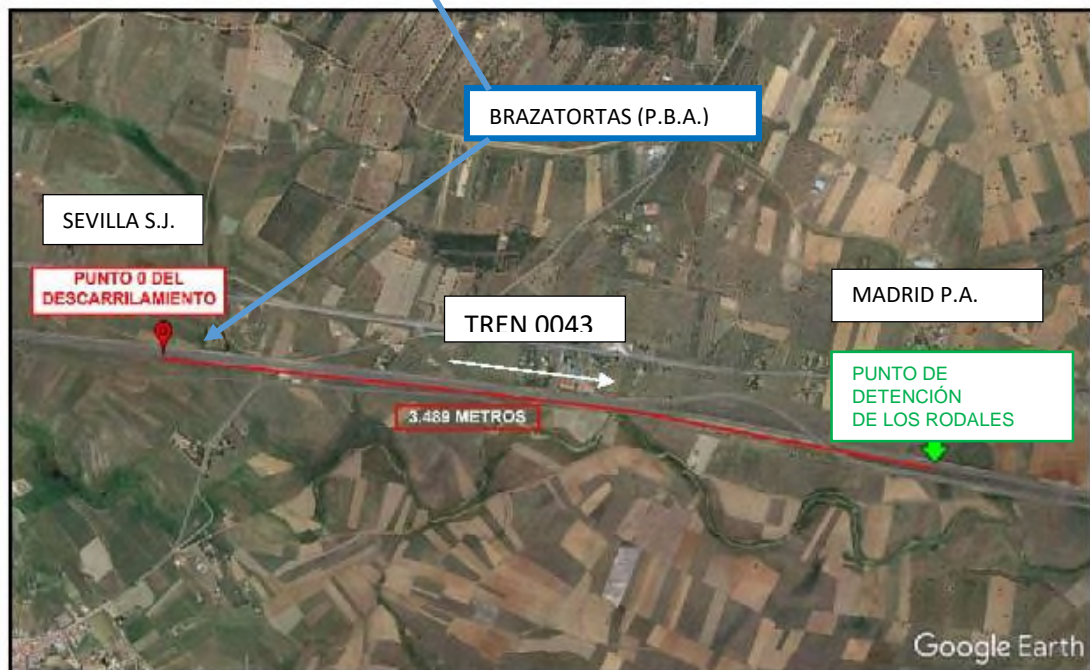 BRAZATORTAS (P.B.A.)
SEVILLA S.J.
PUNTO 0 DEL
DESCARRILAMIENTO
MADRID P.A.
TREN 0043
PUNTO DE
DETENCIÓN
DE LOS RODALES
3.489 METROS
Google Earth